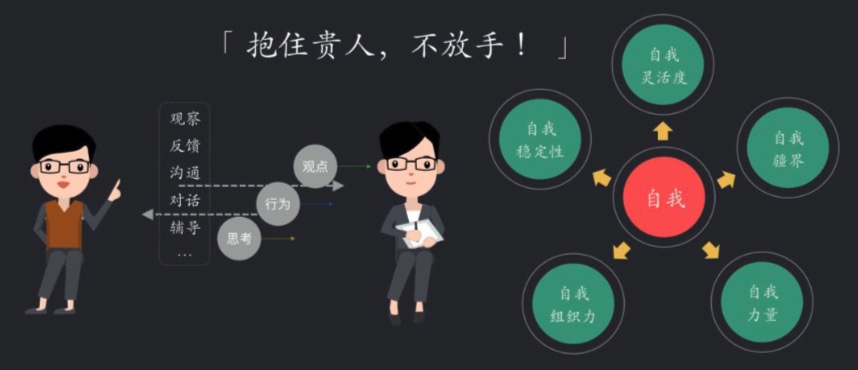 「 抱住贵人，不放手！ 」
观察
反馈
沟通
对话
辅导
...
观点
行为
思考
自我
灵活度
自我
稳定性
自我
疆界
自我
自我
组织力
自我
力量